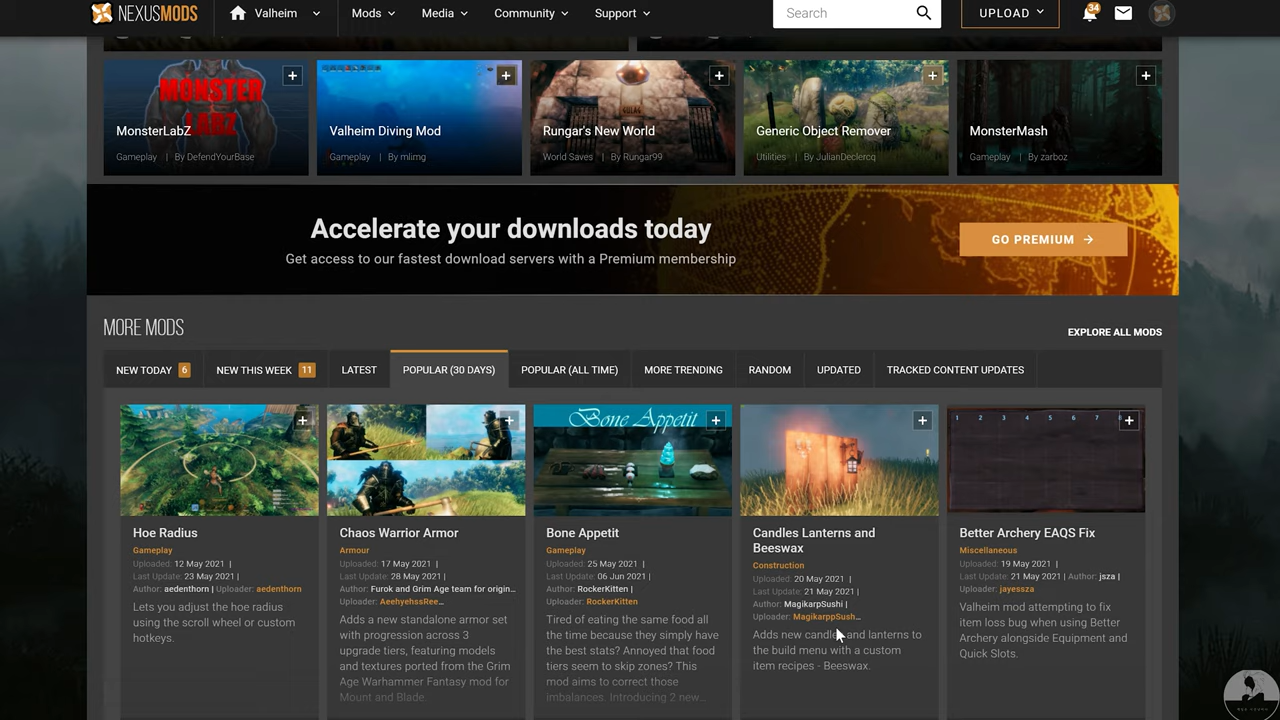 NEXUSMODS
Valheim
Mods
Media
Community
Support
Search
UPLOAD
34
MONSTER
LABZ
MonsterLabZ
Gameplay | By DefendYourBase
Valheim Diving Mod
Gameplay | By mlimg
Rungar's New World
World Saves | By Rungar99
Generic Object Remover
Utilities | By JulianDeclercq
MonsterMash
Gameplay | By zarboz
Accelerate your downloads today
Get access to our fastest download servers with a Premium membership
GO PREMIUM
MORE MODS
EXPLORE ALL MODS
NEW TODAY 6
NEW THIS WEEK 11
LATEST
POPULAR (30 DAYS)
POPULAR (ALL TIME)
MORE TRENDING
RANDOM
UPDATED
TRACKED CONTENT UPDATES
Hoe Radius
Gameplay
Uploaded: 12 May 2021 |
Last Update: 23 May 2021 |
Author: aedenthorn | Uploader: aedenthorn
Lets you adjust the hoe radius
using the scroll wheel or custom
hotkeys.
Chaos Warrior Armor
Armour
Uploaded: 17 May 2021 |
Last Update: 28 May 2021 |
Author: Furok and Grim Age team for origin...
Uploader: AeehyehssRee...
Adds a new standalone armor set
with progression across 3
upgrade tiers, featuring models
and textures ported from the Grim
Age Warhammer Fantasy mod for
Mount and Blade.
Bone Appetit
Bone Appetit
Gameplay
Uploaded: 25 May 2021 |
Last Update: 06 Jun 2021 |
Author: RockerKitten |
Uploader: RockerKitten
Tired of eating the same food all
the time because they simply have
the best stats? Annoyed that food
tiers seem to skip zones? This
mod aims to correct those
imbalances. Introducing 2 new...
Candles Lanterns and
Beeswax
Construction
Uploaded: 20 May 2021 |
Last Update: 21 May 2021 |
Author: MagikarpSushi |
Uploader: MagikarppSush...
Adds new candles and lanterns to
the build menu with a custom
item recipes - Beeswax.
1 2 3 4 5 6 7 8
Better Archery EAQS Fix
Miscellaneous
Uploaded: 19 May 2021 |
Last Update: 21 May 2021 | Author: jsza |
Uploader: jayessza
Valheim mod attempting to fix
item loss bug when using Better
Archery alongside Equipment and
Quick Slots.